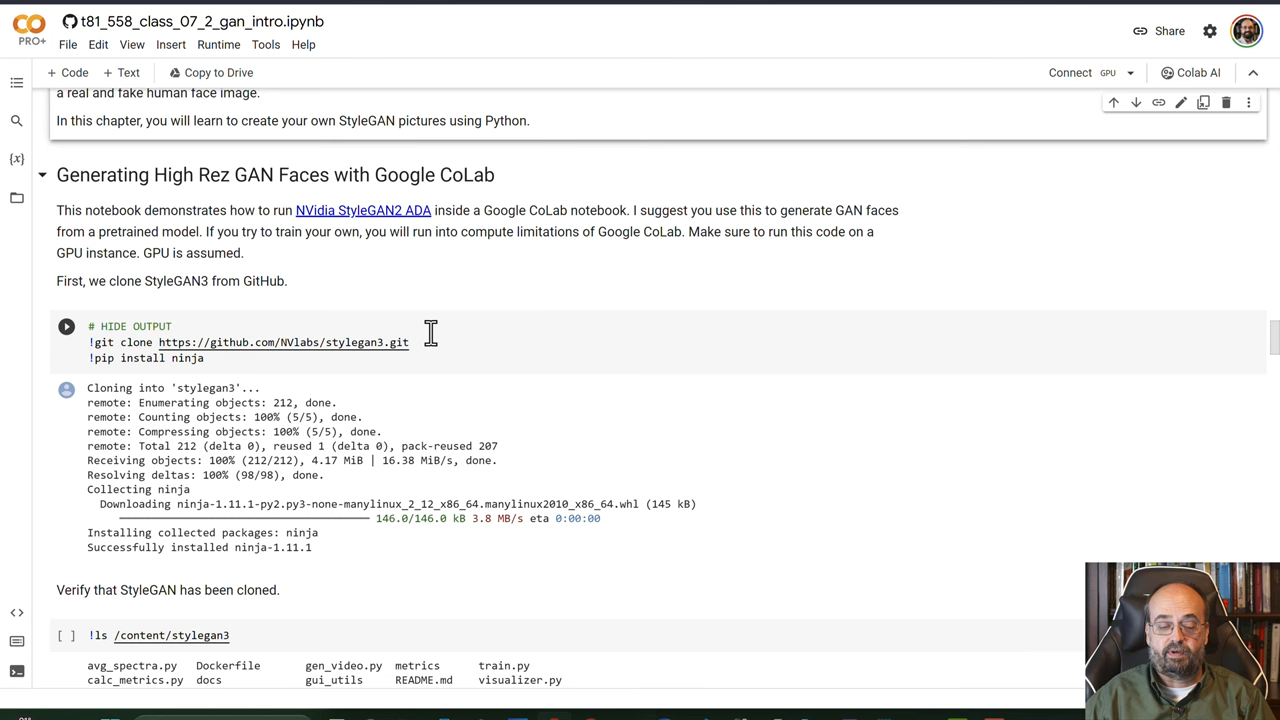 t81_558_class_07_2_gan_intro.ipynb
Share
PRO+
File Edit View Insert Runtime Tools Help
+ Code + Text Copy to Drive
Connect GPU
Colab AI
a real and fake human face image.
In this chapter, you will learn to create your own StyleGAN pictures using Python.
Generating High Rez GAN Faces with Google CoLab
This notebook demonstrates how to run NVidia StyleGAN2 ADA inside a Google CoLab notebook. I suggest you use this to generate GAN faces
from a pretrained model. If you try to train your own, you will run into compute limitations of Google CoLab. Make sure to run this code on a
GPU instance. GPU is assumed.
First, we clone StyleGAN3 from GitHub.
# HIDE OUTPUT
!git clone https://github.com/NVlabs/stylegan3.git
!pip install ninja
Cloning into 'stylegan3'...
remote: Enumerating objects: 212, done.
remote: Counting objects: 100% (5/5), done.
remote: Compressing objects: 100% (5/5), done.
remote: Total 212 (delta 0), reused 1 (delta 0), pack-reused 207
Receiving objects: 100% (212/212), 4.17 MiB | 16.38 MiB/s, done.
Resolving deltas: 100% (98/98), done.
Collecting ninja
Downloading ninja-1.11.1-py2.py3-none-manylinux_2_12_x86_64.manylinux2010_x86_64.whl (145 kB)
146.0/146.0 kB 3.8 MB/s eta 0:00:00
Installing collected packages: ninja
Successfully installed ninja-1.11.1
Verify that StyleGAN has been cloned.
[ ] !ls /content/stylegan3
avg_spectra.py Dockerfile gen_video.py metrics train.py
calc_metrics.py docs gui_utils README.md visualizer.py